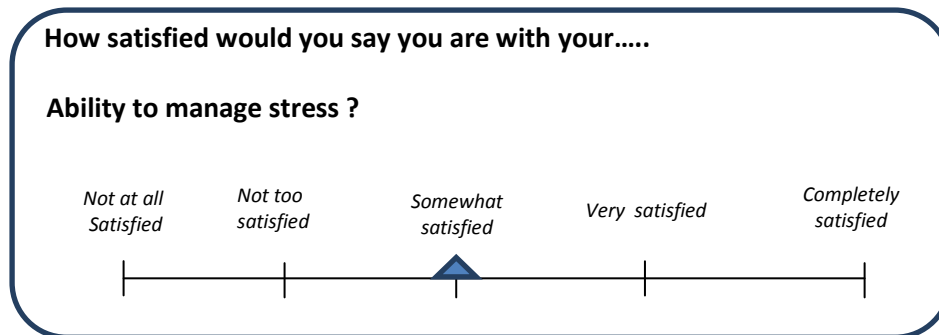 How satisfied would you say you are with your.....
Ability to manage stress ?
Not at all
Satisfied
Not too
satisfied
Somewhat
satisfied
Very satisfied
Completely
satisfied